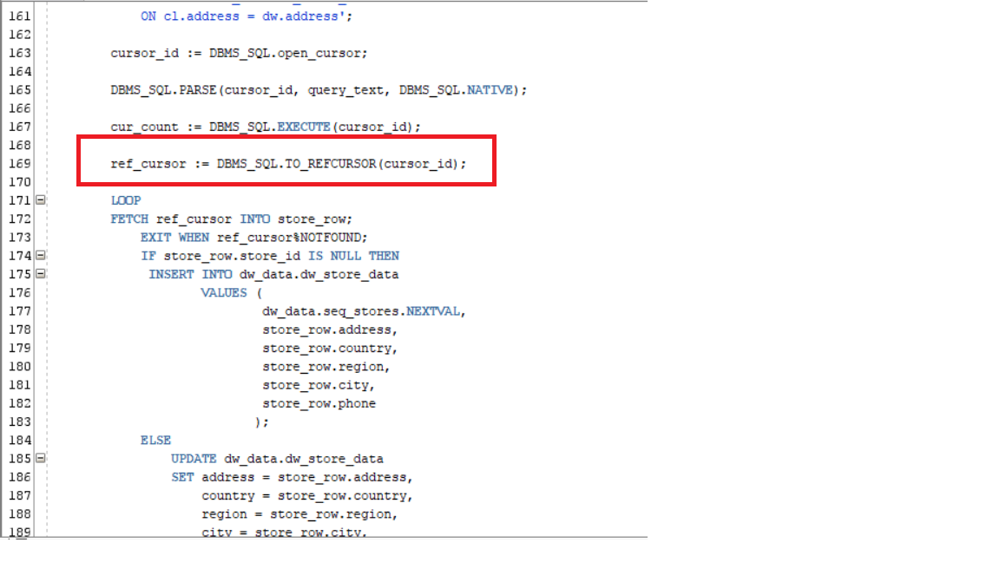 161 ON cl.address = dw.address';
162
163 cursor_id := DBMS_SQL.open_cursor;
164
165 DBMS_SQL.PARSE(cursor_id, query_text, DBMS_SQL.NATIVE);
166
167 cur_count := DBMS_SQL.EXECUTE(cursor_id);
168
169 ref_cursor := DBMS_SQL.TO_REFCURSOR(cursor_id);
170
171 LOOP
172 FETCH ref_cursor INTO store_row;
173 EXIT WHEN ref_cursor%NOTFOUND;
174 IF store_row.store_id IS NULL THEN
175 INSERT INTO dw_data.dw_store_data
176 VALUES (
177 dw_data.seq_stores.NEXTVAL,
178 store_row.address,
179 store_row.country,
180 store_row.region,
181 store_row.city,
182 store_row.phone
183 );
184 ELSE
185 UPDATE dw_data.dw_store_data
186 SET address = store_row.address,
187 country = store_row.country,
188 region = store_row.region,
189 city = store_row.city,